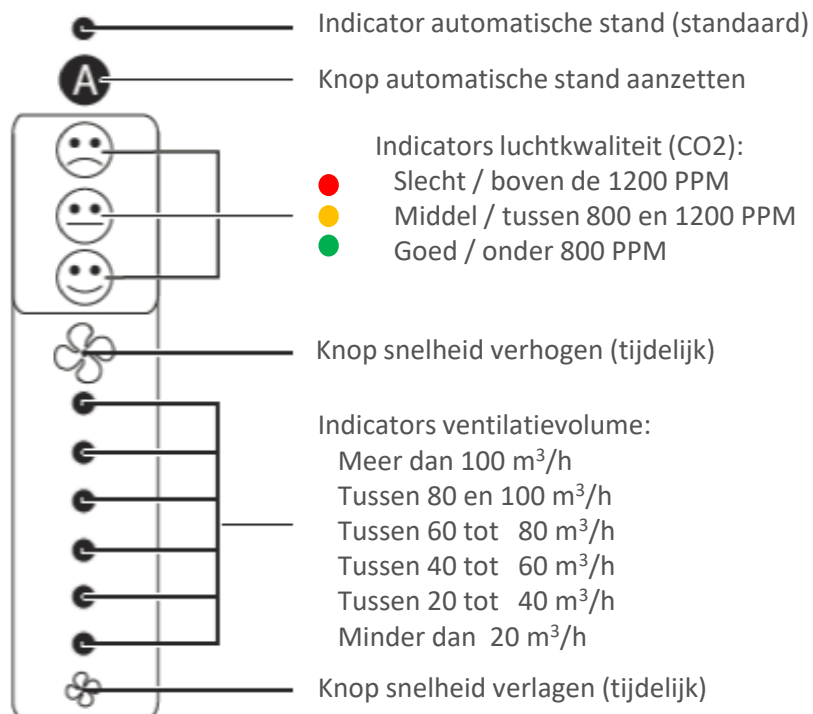 Indicator automatische stand (standaard)
A
Knop automatische stand aanzetten
Indicators luchtkwaliteit (CO2):
Slecht / boven de 1200 PPM
Middel / tussen 800 en 1200 PPM
Goed / onder 800 PPM
Knop snelheid verhogen (tijdelijk)
Indicators ventilatievolume:
Meer dan 100 m³/h
Tussen 80 en 100 m³/h
Tussen 60 tot 80 m³/h
Tussen 40 tot 60 m³/h
Tussen 20 tot 40 m³/h
Minder dan 20 m³/h
Knop snelheid verlagen (tijdelijk)